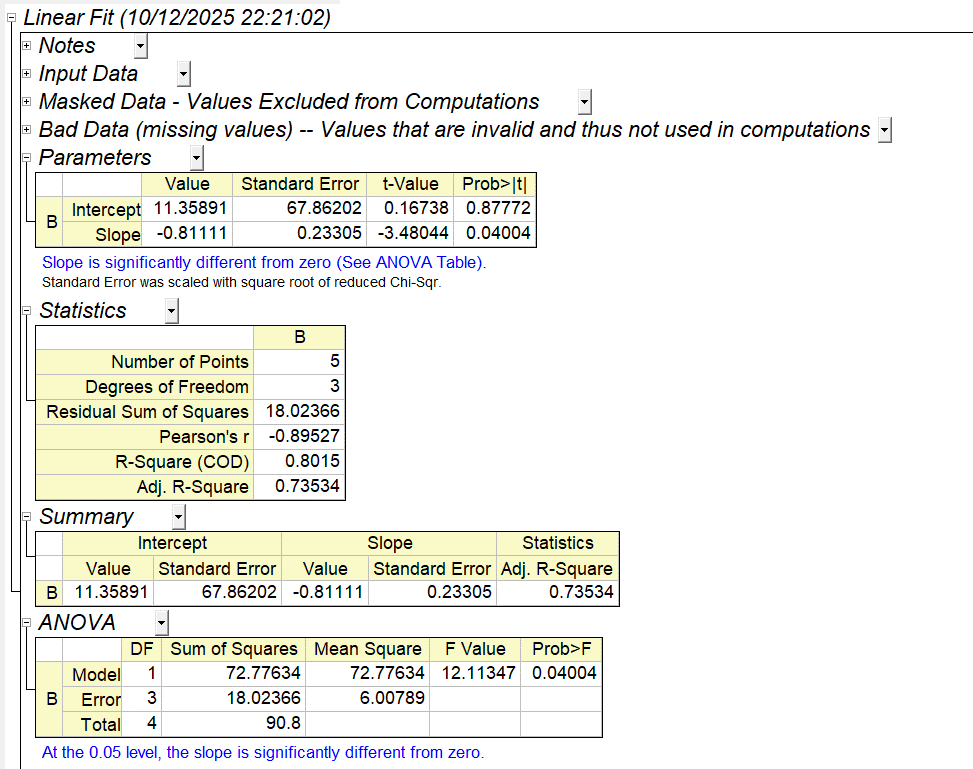 Linear Fit (10/12/2025 22:21:02)
Notes
Input Data
Masked Data - Values Excluded from Computations
Bad Data (missing values) -- Values that are invalid and thus not used in computations
Parameters
Value Standard Error t-Value Prob>|t|
B Intercept 11.35891 67.86202 0.16738 0.87772
Slope -0.81111 0.23305 -3.48044 0.04004
Slope is significantly different from zero (See ANOVA Table).
Standard Error was scaled with square root of reduced Chi-Sqr.
Statistics
B
Number of Points 5
Degrees of Freedom 3
Residual Sum of Squares 18.02366
Pearson's r -0.89527
R-Square (COD) 0.8015
Adj. R-Square 0.73534
Summary
Intercept Slope Statistics
Value Standard Error Value Standard Error Adj. R-Square
B 11.35891 67.86202 -0.81111 0.23305 0.73534
ANOVA
DF Sum of Squares Mean Square F Value Prob>F
B Model 1 72.77634 72.77634 12.11347 0.04004
Error 3 18.02366 6.00789
Total 4 90.8
At the 0.05 level, the slope is significantly different from zero.